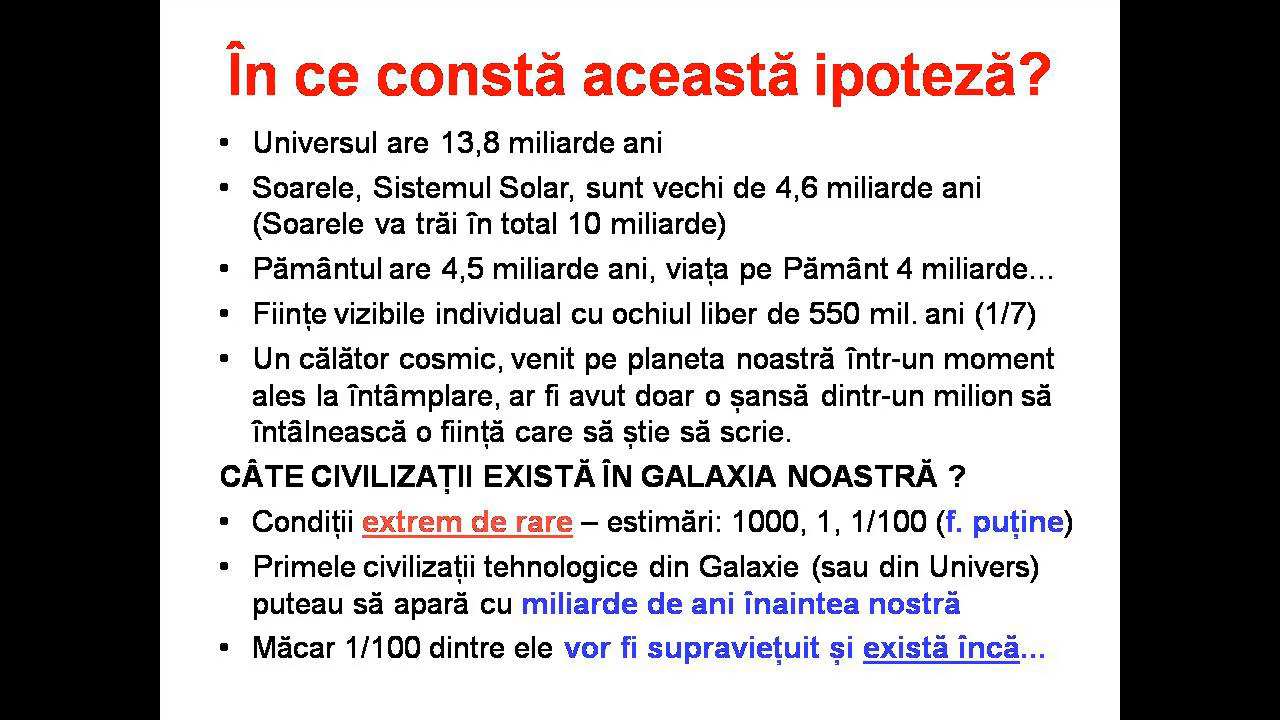 În ce constă această ipoteză?
• Universul are 13,8 miliarde ani
• Soarele, Sistemul Solar, sunt vechi de 4,6 miliarde ani
(Soarele va trăi în total 10 miliarde)
• Pământul are 4,5 miliarde ani, viața pe Pământ 4 miliarde...
• Ființe vizibile individual cu ochiul liber de 550 mil. ani (1/7)
• Un călător cosmic, venit pe planeta noastră într-un moment
ales la întâmplare, ar fi avut doar o șansă dintr-un milion să
întâlnească o ființă care să știe să scrie.
CÂTE CIVILIZAȚII EXISTĂ ÎN GALAXIA NOASTRĂ ?
• Condiții extrem de rare – estimări: 1000, 1, 1/100 (f. puține)
• Primele civilizații tehnologice din Galaxie (sau din Univers)
puteau să apară cu miliarde de ani înaintea nostră
• Măcar 1/100 dintre ele vor fi supraviețuit și există încă...